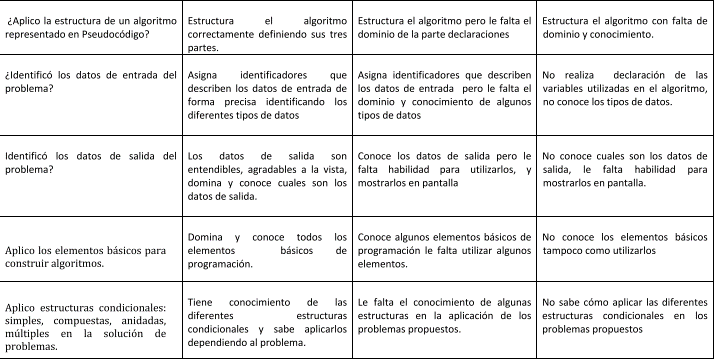 ¿Aplico la estructura de un algoritmo
representado en Pseudocódigo?
Estructura el algoritmo
correctamente definiendo sus tres
partes.
Estructura el algoritmo pero le falta el
dominio de la parte declaraciones
Estructura el algoritmo con falta de
dominio y conocimiento.
¿Identificó los datos de entrada del
problema?
Asigna identificadores que
describen los datos de entrada de
forma precisa identificando los
diferentes tipos de datos
Asigna identificadores que describen
los datos de entrada pero le falta el
dominio y conocimiento de algunos
tipos de datos
No realiza declaración de las
variables utilizadas en el algoritmo,
no conoce los tipos de datos.
Identificó los datos de salida del
problema?
Los datos de salida son
entendibles, agradables a la vista,
domina y conoce cuales son los
datos de salida.
Conoce los datos de salida pero le
falta habilidad para utilizarlos, y
mostrarlos en pantalla
No conoce cuales son los datos de
salida, le falta habilidad para
mostrarlos en pantalla.
Aplico los elementos básicos para
construir algoritmos.
Domina y conoce todos los
elementos básicos de
programación.
Conoce algunos elementos básicos de
programación le falta utilizar algunos
elementos.
No conoce los elementos básicos
tampoco como utilizarlos
Aplico estructuras condicionales:
simples, compuestas, anidadas,
múltiples en la solución de
problemas.
Tiene conocimiento de las
diferentes estructuras
condicionales y sabe aplicarlos
dependiendo al problema.
Le falta el conocimiento de algunas
estructuras en la aplicación de los
problemas propuestos.
No sabe cómo aplicar las diferentes
estructuras condicionales en los
problemas propuestos